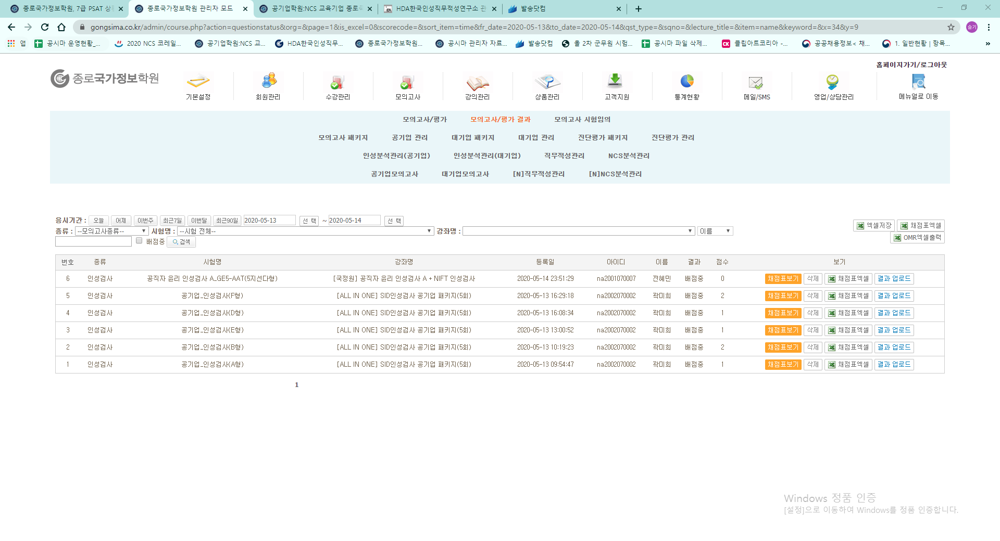 종로국가정보학원, 7급 PSAT 상
종로국가정보학원 관리자 모드
공기업학원:NCS 교육기업 종로
HDA한국인성직무적성연구소 관
발송닷컴
gongsima.co.kr/admin/course.php?action=questionstatus&org=&page=1&is_excel=0&scorecode=&sort_item=time&fr_date=2020-05-13&to_date=2020-05-14&qst_type=&sqno=&lecture_title=&item=name&keyword=&x=34&y=9
슬기
앱
공시마 운영현황_...
2020 NCS 코레일...
공기업학원:NCS 교...
HDA한국인성직무...
종로국가정보학원...
공시마 관리자 자료...
발송닷컴
올 2차 군무원 시험...
공시마 파일 삭제...
CK 클립아트코리아 -...
공공채용정보< 채...
1. 일반현황 | 항목...
»
홈페이지가기/로그아웃
종로국가정보학원
기본설정
회원관리
수강관리
모의고사
강의관리
상품관리
고객지원
통계현황
메일/SMS
영업/상담관리
메뉴얼로 이동
모의고사/평가 모의고사/평가 결과 모의고사 시험임의
모의고사 패키지 공기업 관리 대기업 패키지 대기업 관리 진단평가 패키지 진단평가 관리
인성분석관리(공기업) 인성분석관리(대기업) 직무적성관리 NCS분석관리
공기업모의고사 대기업모의고사 [N]직무적성관리 [N]NCS분석관리
응시기간 : 오늘 어제 이번주 최근7일 이번달 최근90일 2020-05-13 선 택 ~ 2020-05-14 선 택
종류 : --모의고사종류-- 시험명 : --시험 전체-- 강좌명 : 이름
배점중 검색
엑셀저장 채점표엑셀
OMR엑셀출력
번호 종류 시험명 강좌명 등록일 아이디 이름 결과 점수 보기
6 인성검사 공직자 윤리 인성검사 A_GE5-AAT(5지선다형) [국정원] 공직자 윤리 인성검사 A + NIFT 인성검사 2020-05-14 23:51:29 na2001070007 전혜민 배점중 0 채점표보기 삭제 채점표엑셀 결과 업로드
5 인성검사 공기업_인성검사(F형) [ALL IN ONE] SID인성검사 공기업 패키지(5회) 2020-05-13 16:29:18 na2002070002 곽미희 배점중 2 채점표보기 삭제 채점표엑셀 결과 업로드
4 인성검사 공기업_인성검사(D형) [ALL IN ONE] SID인성검사 공기업 패키지(5회) 2020-05-13 16:08:34 na2002070002 곽미희 배점중 1 채점표보기 삭제 채점표엑셀 결과 업로드
3 인성검사 공기업_인성검사(E형) [ALL IN ONE] SID인성검사 공기업 패키지(5회) 2020-05-13 13:00:52 na2002070002 곽미희 배점중 1 채점표보기 삭제 채점표엑셀 결과 업로드
2 인성검사 공기업_인성검사(B형) [ALL IN ONE] SID인성검사 공기업 패키지(5회) 2020-05-13 10:19:23 na2002070002 곽미희 배점중 2 채점표보기 삭제 채점표엑셀 결과 업로드
1 인성검사 공기업_인성검사(A형) [ALL IN ONE] SID인성검사 공기업 패키지(5회) 2020-05-13 09:54:47 na2002070002 곽미희 배점중 1 채점표보기 삭제 채점표엑셀 결과 업로드
1
Windows 정품 인증
[설정]으로 이동하여 Windows를 정품 인증합니다.